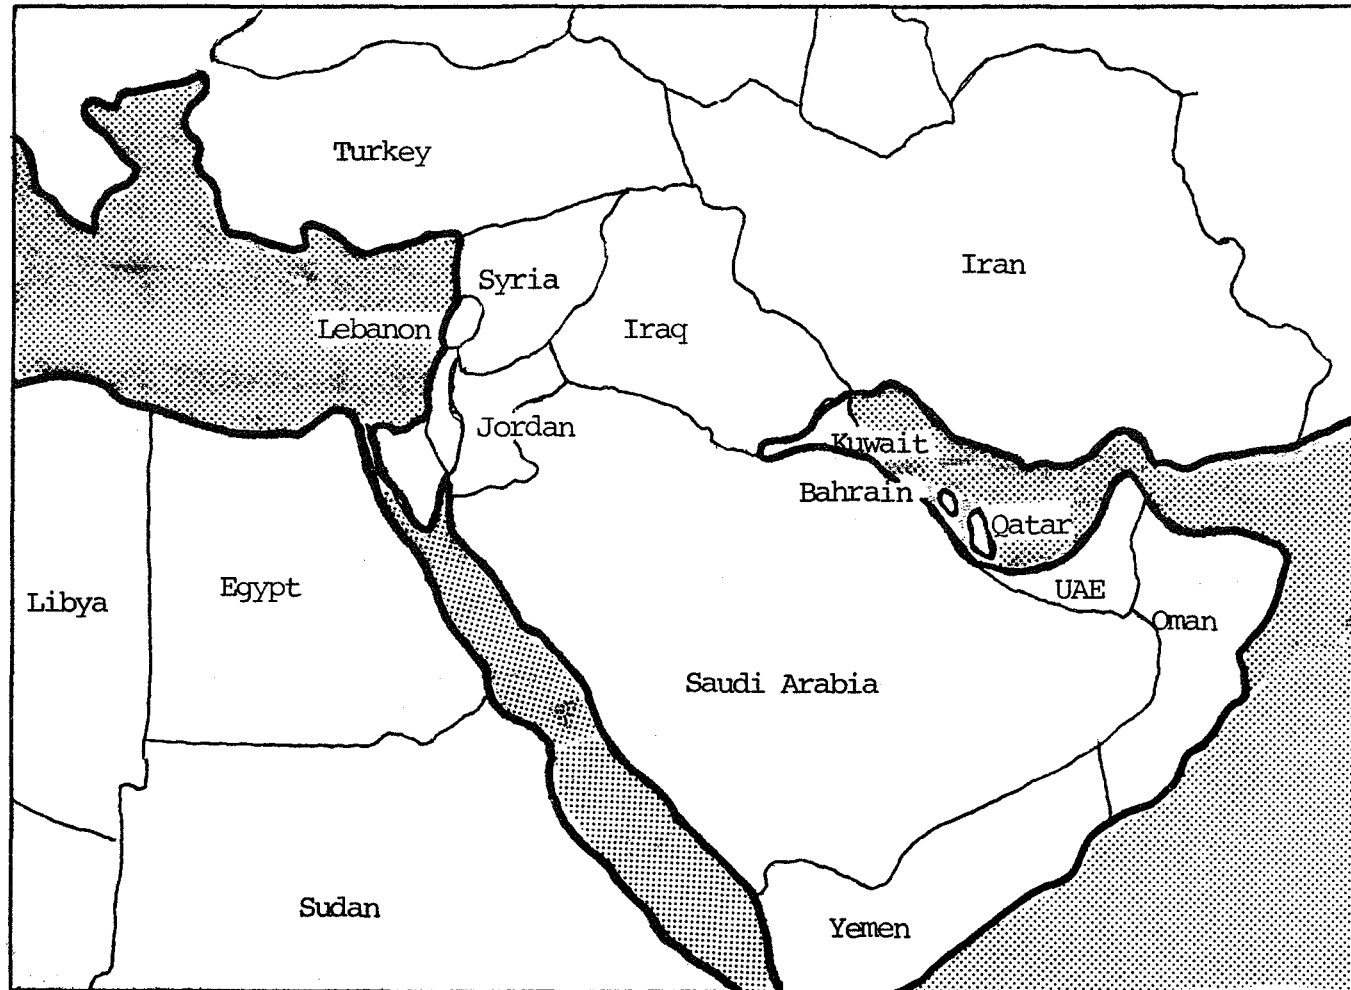 Turkey
Iran
Syria
Lebanon
Iraq
Jordan
Kuwait
Bahrain
Qatar
Egypt
UAE
Libya
Oman
Saudi Arabia
Sudan
Yemen